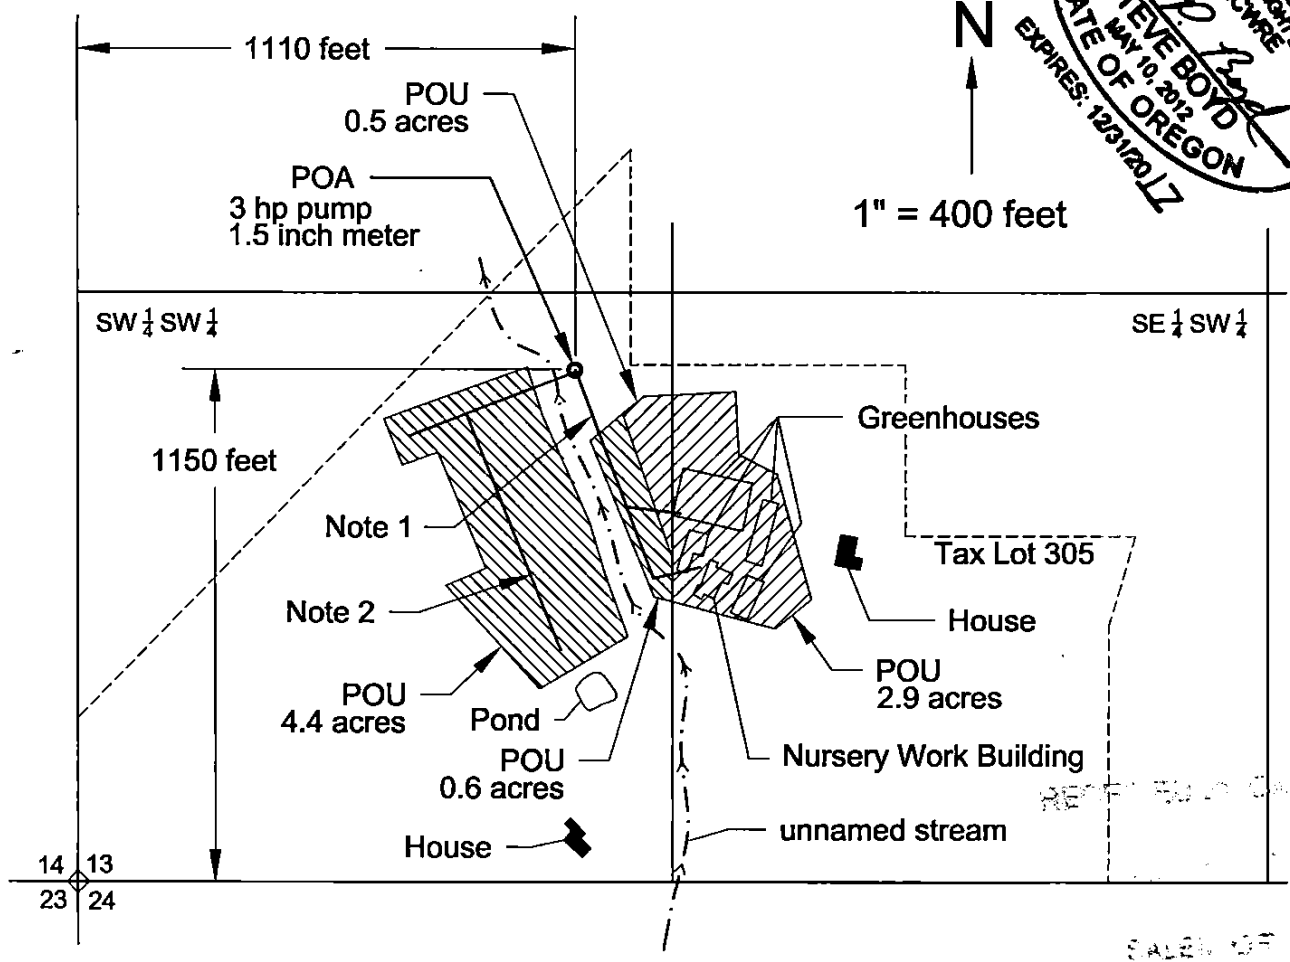 1110 feet
POU
0.5 acres
POA
3 hp pump
1.5 inch meter
N
STEVE BOYD
MAY 10, 2012
STATE OF OREGON
EXPIRES: 12/31/2017
1" = 400 feet
SW 1/4 SW 1/4
SE 1/4 SW 1/4
Greenhouses
1150 feet
Note 1
Tax Lot 305
Note 2
House
POU
2.9 acres
POU
4.4 acres
Pond
POU
0.6 acres
Nursery Work Building
unnamed stream
House
14 13
23 24